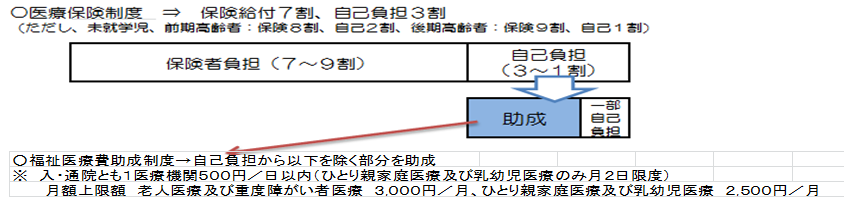 ○医療保険制度　⇒　保険給付７割、自己負担３割
（ただし、未就学児、前期高齢者：保険８割、自己２割、後期高齢者：保険９割、自己１割）
保険者負担（７～９割）
自己負担
（３～１割）
助成
一部
自己
負担
○福祉医療費助成制度→自己負担から以下を除く部分を助成
※　入・通院とも１医療機関500円／日以内（ひとり親家庭医療及び乳幼児医療のみ月２日限度）
月額上限額　老人医療及び重度障がい者医療　3,000円／月、ひとり親家庭医療及び乳幼児医療　2,500円／月